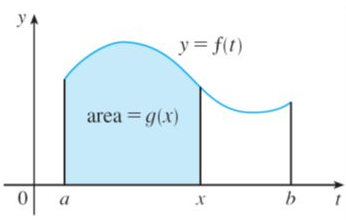 y
y = f(t)
area = g(x)
0 a x b t